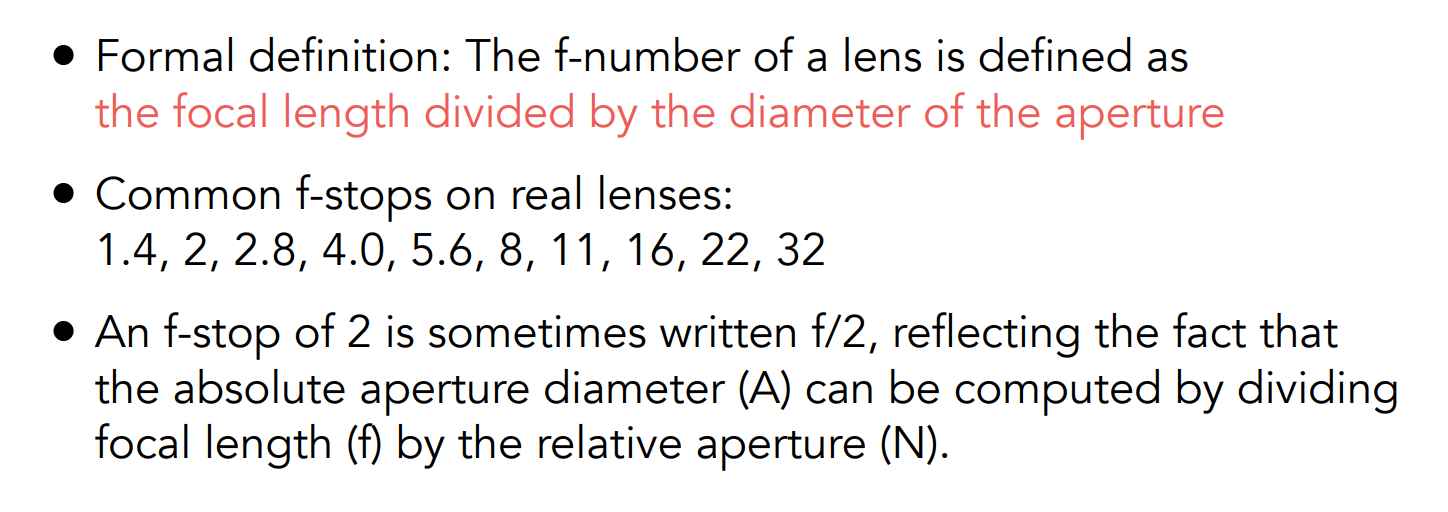 • Formal definition: The f-number of a lens is defined as
the focal length divided by the diameter of the aperture
• Common f-stops on real lenses:
1.4, 2, 2.8, 4.0, 5.6, 8, 11, 16, 22, 32
• An f-stop of 2 is sometimes written f/2, reflecting the fact that
the absolute aperture diameter (A) can be computed by dividing
focal length (f) by the relative aperture (N).